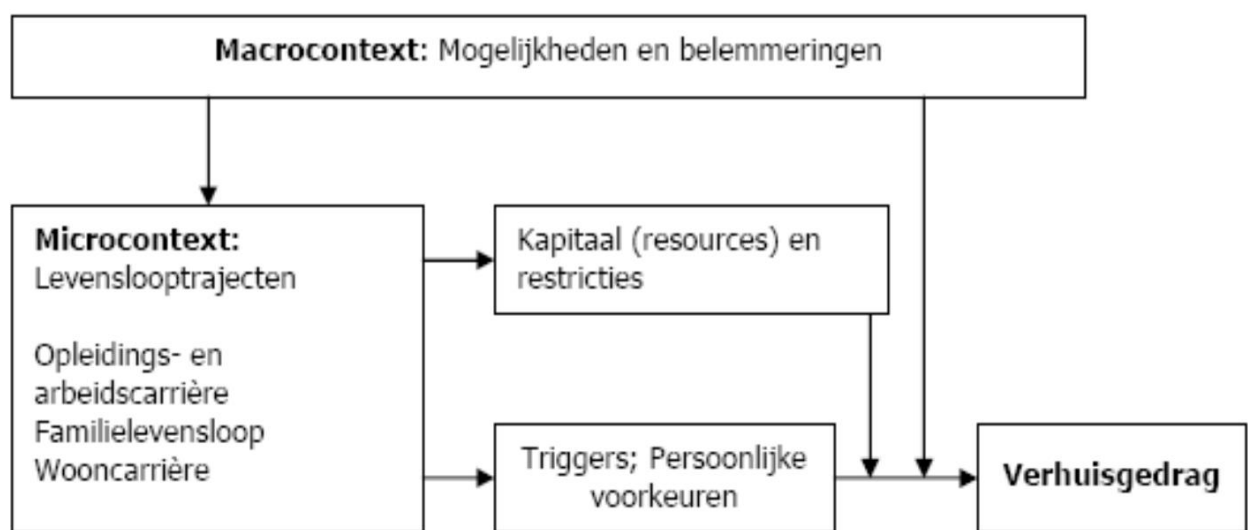 Macrocontext: Mogelijkheden en belemmeringen
Microcontext:
Levenslooptrajecten
Opleidings- en
arbeidscarrière
Familielevensloop
Wooncarrière
Kapitaal (resources) en
restricties
Triggers; Persoonlijke
voorkeuren
Verhuisgedrag